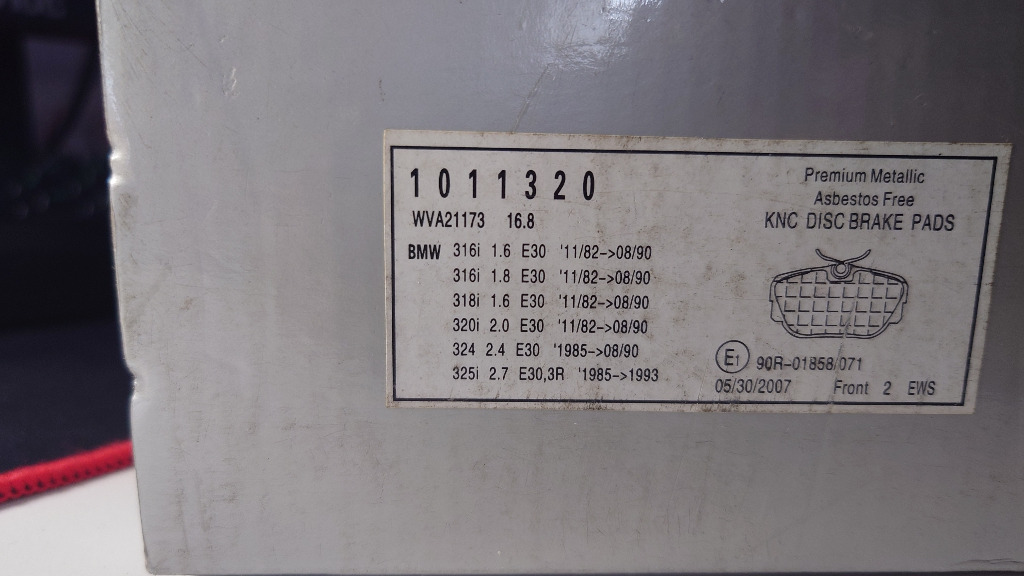 1011320
Premium Metallic
Asbestos Free
WVA21173 16.8
KNC DISC BRAKE PADS
BMW 316i 1.6 E30 '11/82->08/90
316i 1.8 E30 '11/82->08/90
318i 1.6 E30 '11/82->08/90
320i 2.0 E30 '11/82->08/90
324 2.4 E30 '1985->08/90
325i 2.7 E30,3R '1985->1993
E1 90R-01858/071
05/30/2007 Front 2 EWS